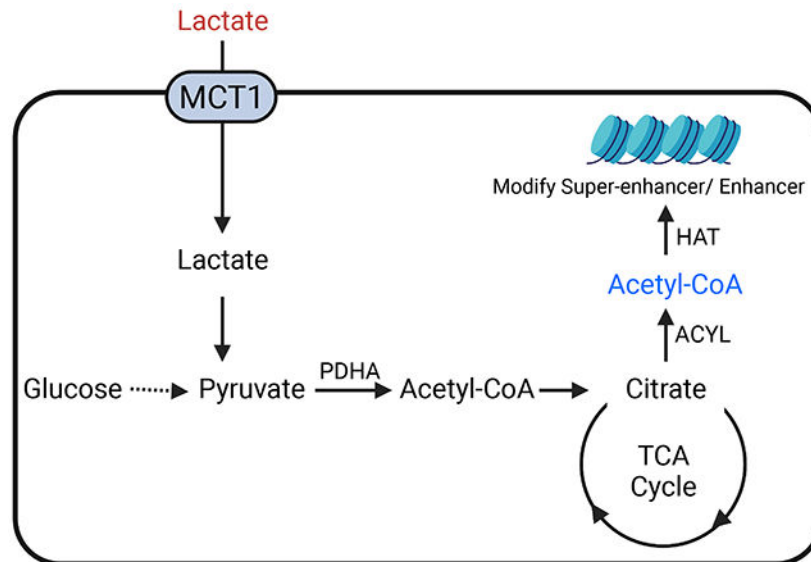 Lactate
MCT1
Modify Super-enhancer/ Enhancer
HAT
Lactate
Acetyl-CoA
ACYL
PDHA
Glucose
Pyruvate
Acetyl-CoA
Citrate
TCA
Cycle